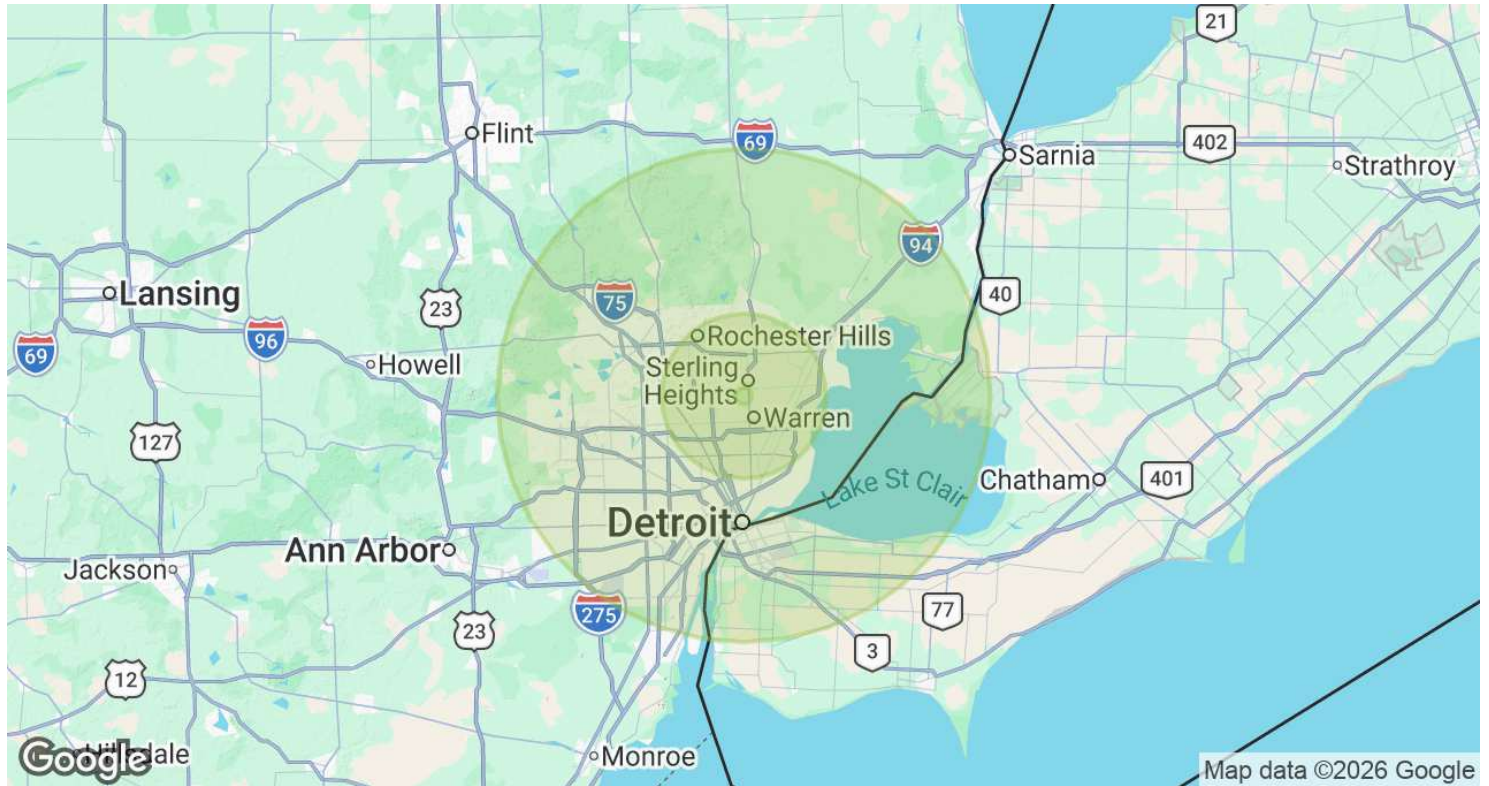 21
Flint
69
402
Sarnia
Strathroy
94
Lansing
75
40
23
96
69
Rochester Hills
Howell
Sterling
Heights
Warren
127
Chatham
401
Lake St Clair
Detroit
Ann Arbor
Jackson
275
77
23
3
12
Hillsdale
Monroe
Google
Map data ©2026 Google